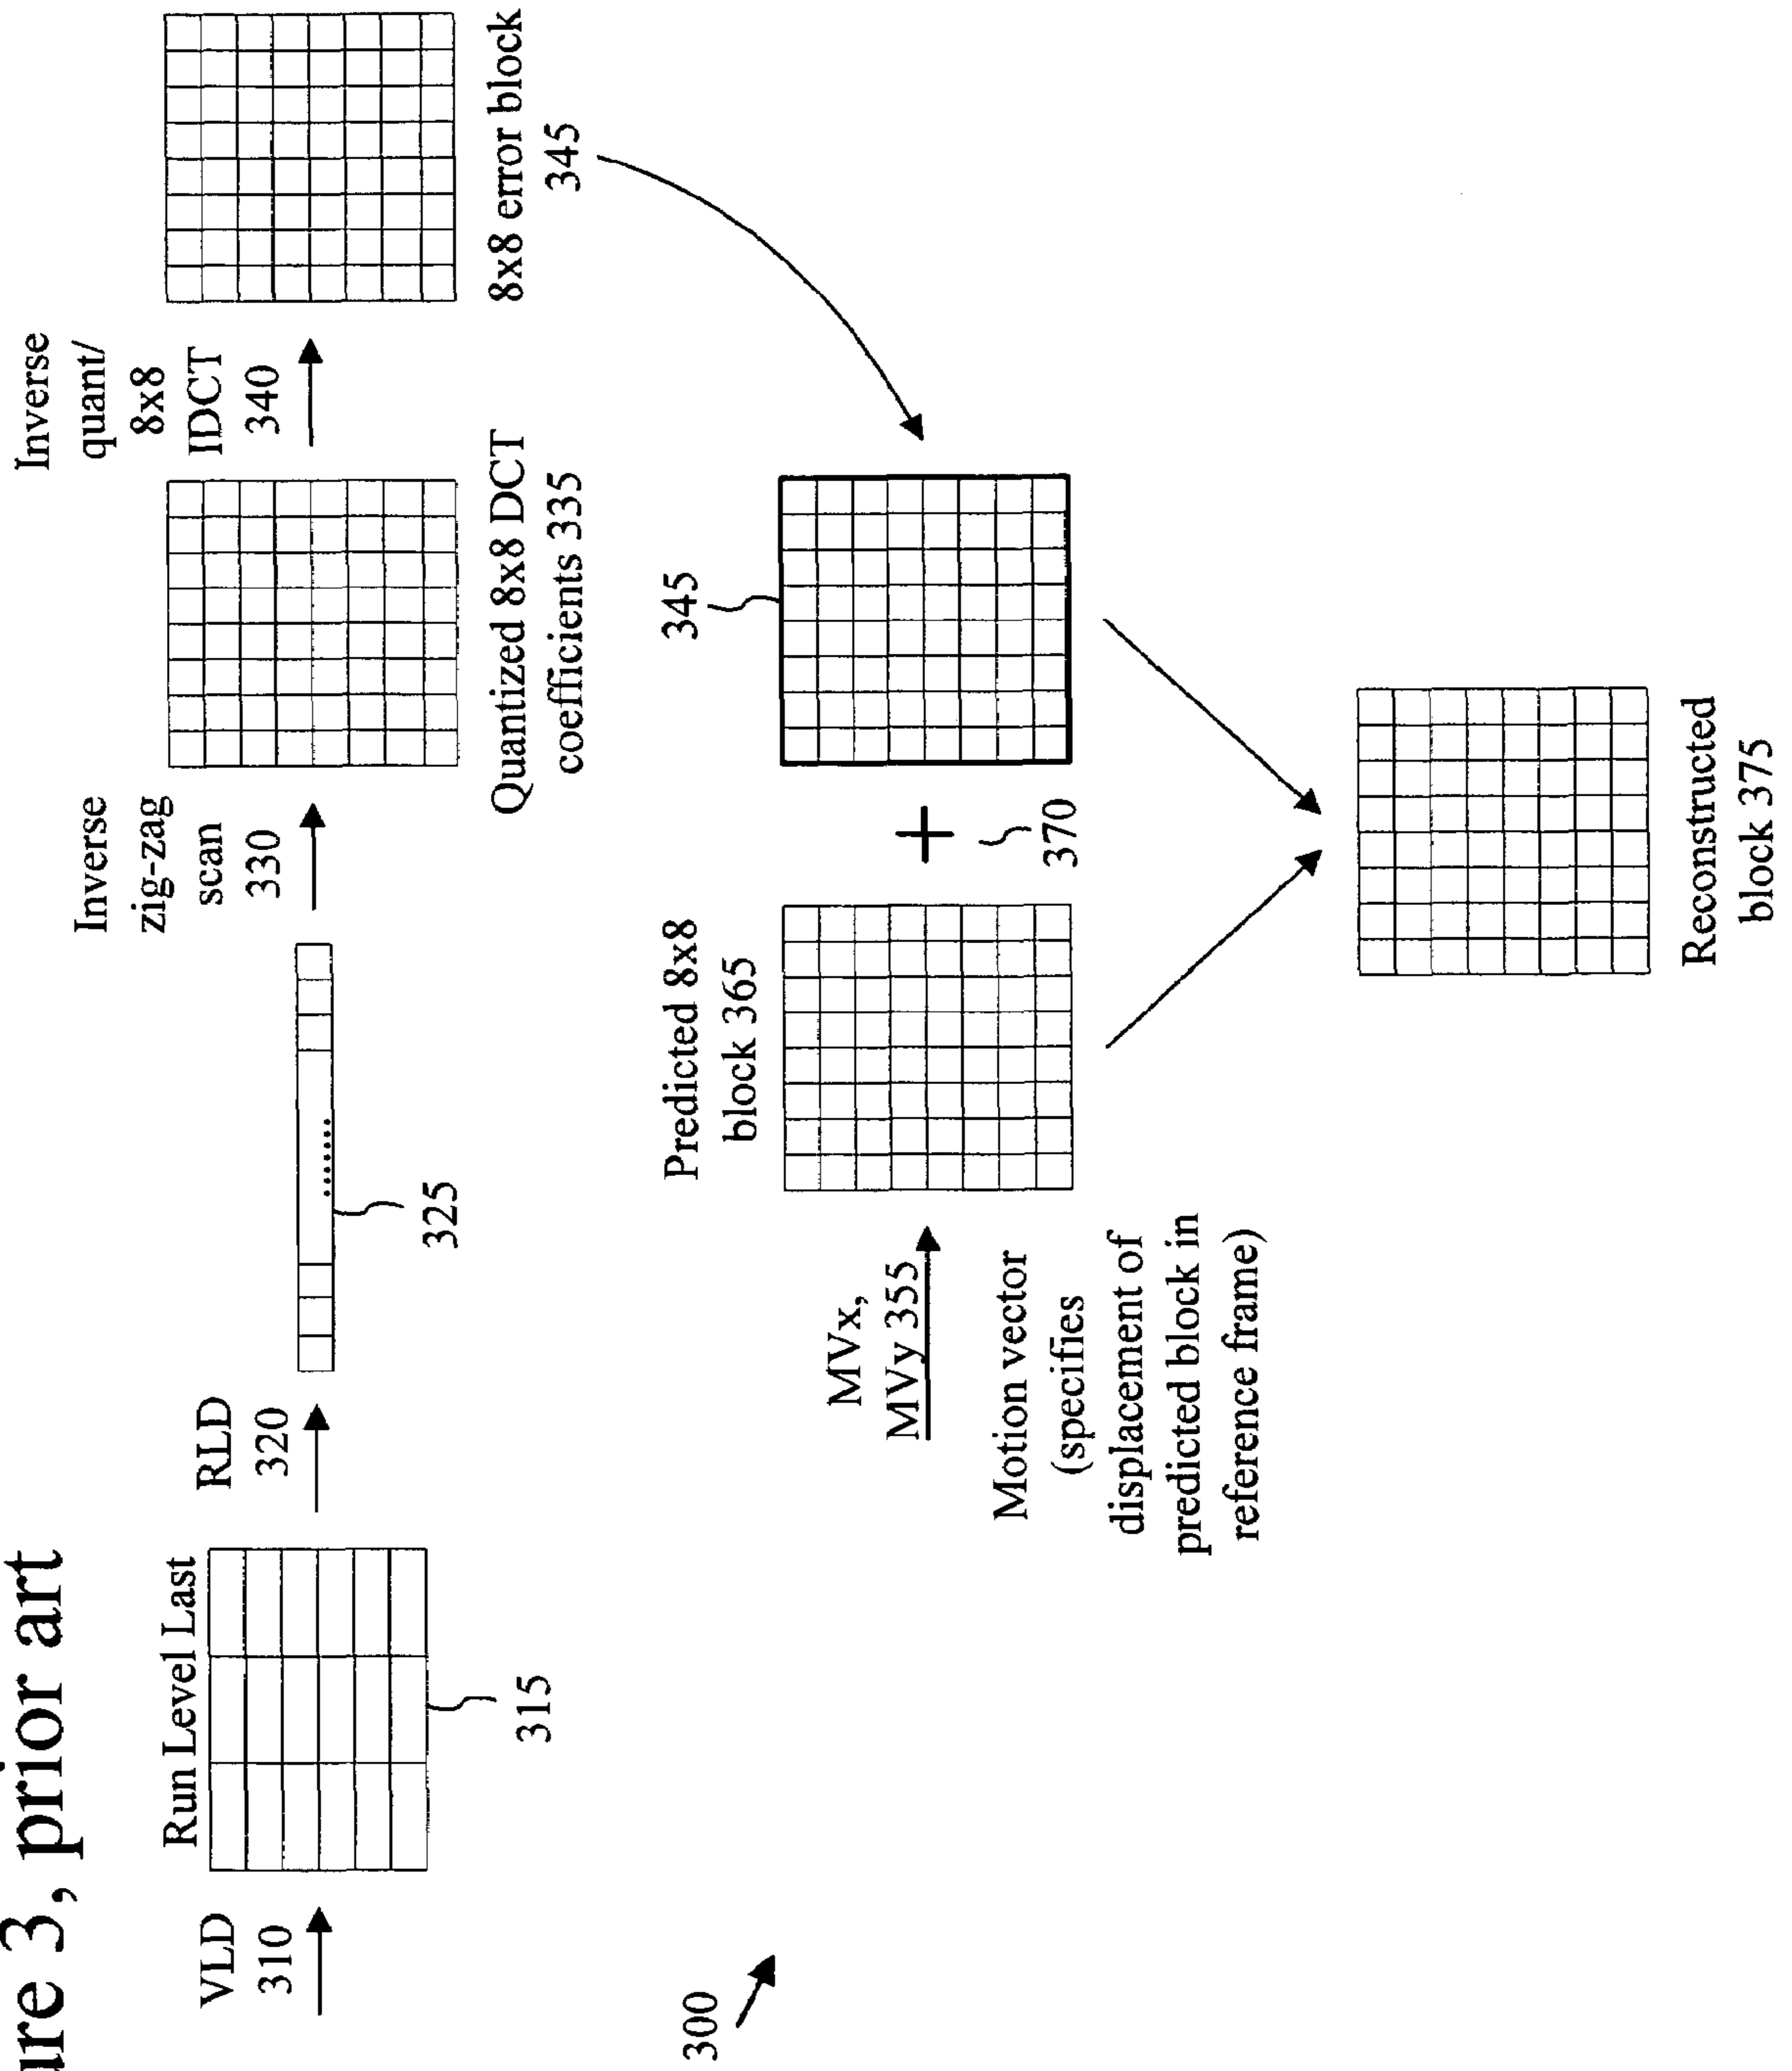 3, prior art
VLD
310
Run Level Last
315
RLD
320
325
Inverse
zig-zag
scan
330
Quantized 8x8 DCT
coefficients 335
Inverse
quant/
8x8
IDCT
340
8x8 error block
345
300
MVx,
MVy 355
Motion vector
(specifies
displacement of
predicted block in
reference frame)
Predicted 8x8
block 365
+
370
345
Reconstructed
block 375